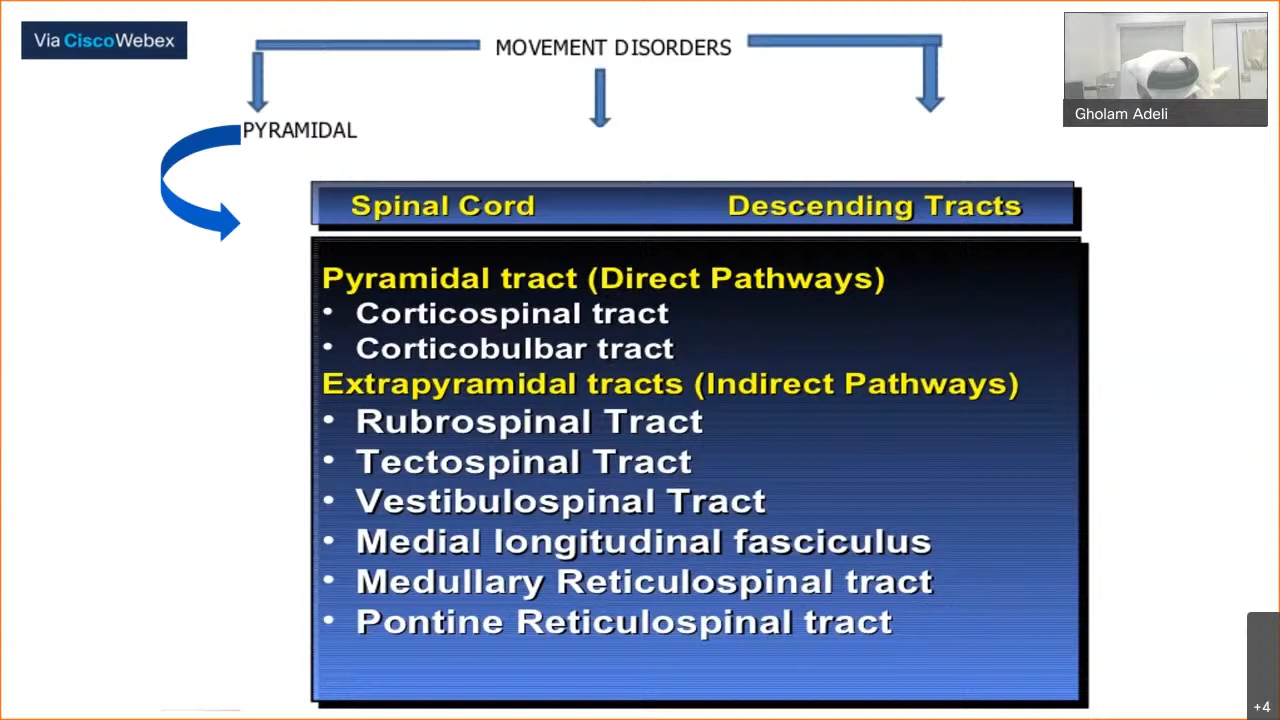 Via CiscoWebex
MOVEMENT DISORDERS
Gholam Adeli
PYRAMIDAL
Spinal Cord Descending Tracts
Pyramidal tract (Direct Pathways)
• Corticospinal tract
• Corticobulbar tract
Extrapyramidal tracts (Indirect Pathways)
• Rubrospinal Tract
• Tectospinal Tract
• Vestibulospinal Tract
• Medial longitudinal fasciculus
• Medullary Reticulospinal tract
• Pontine Reticulospinal tract
+4